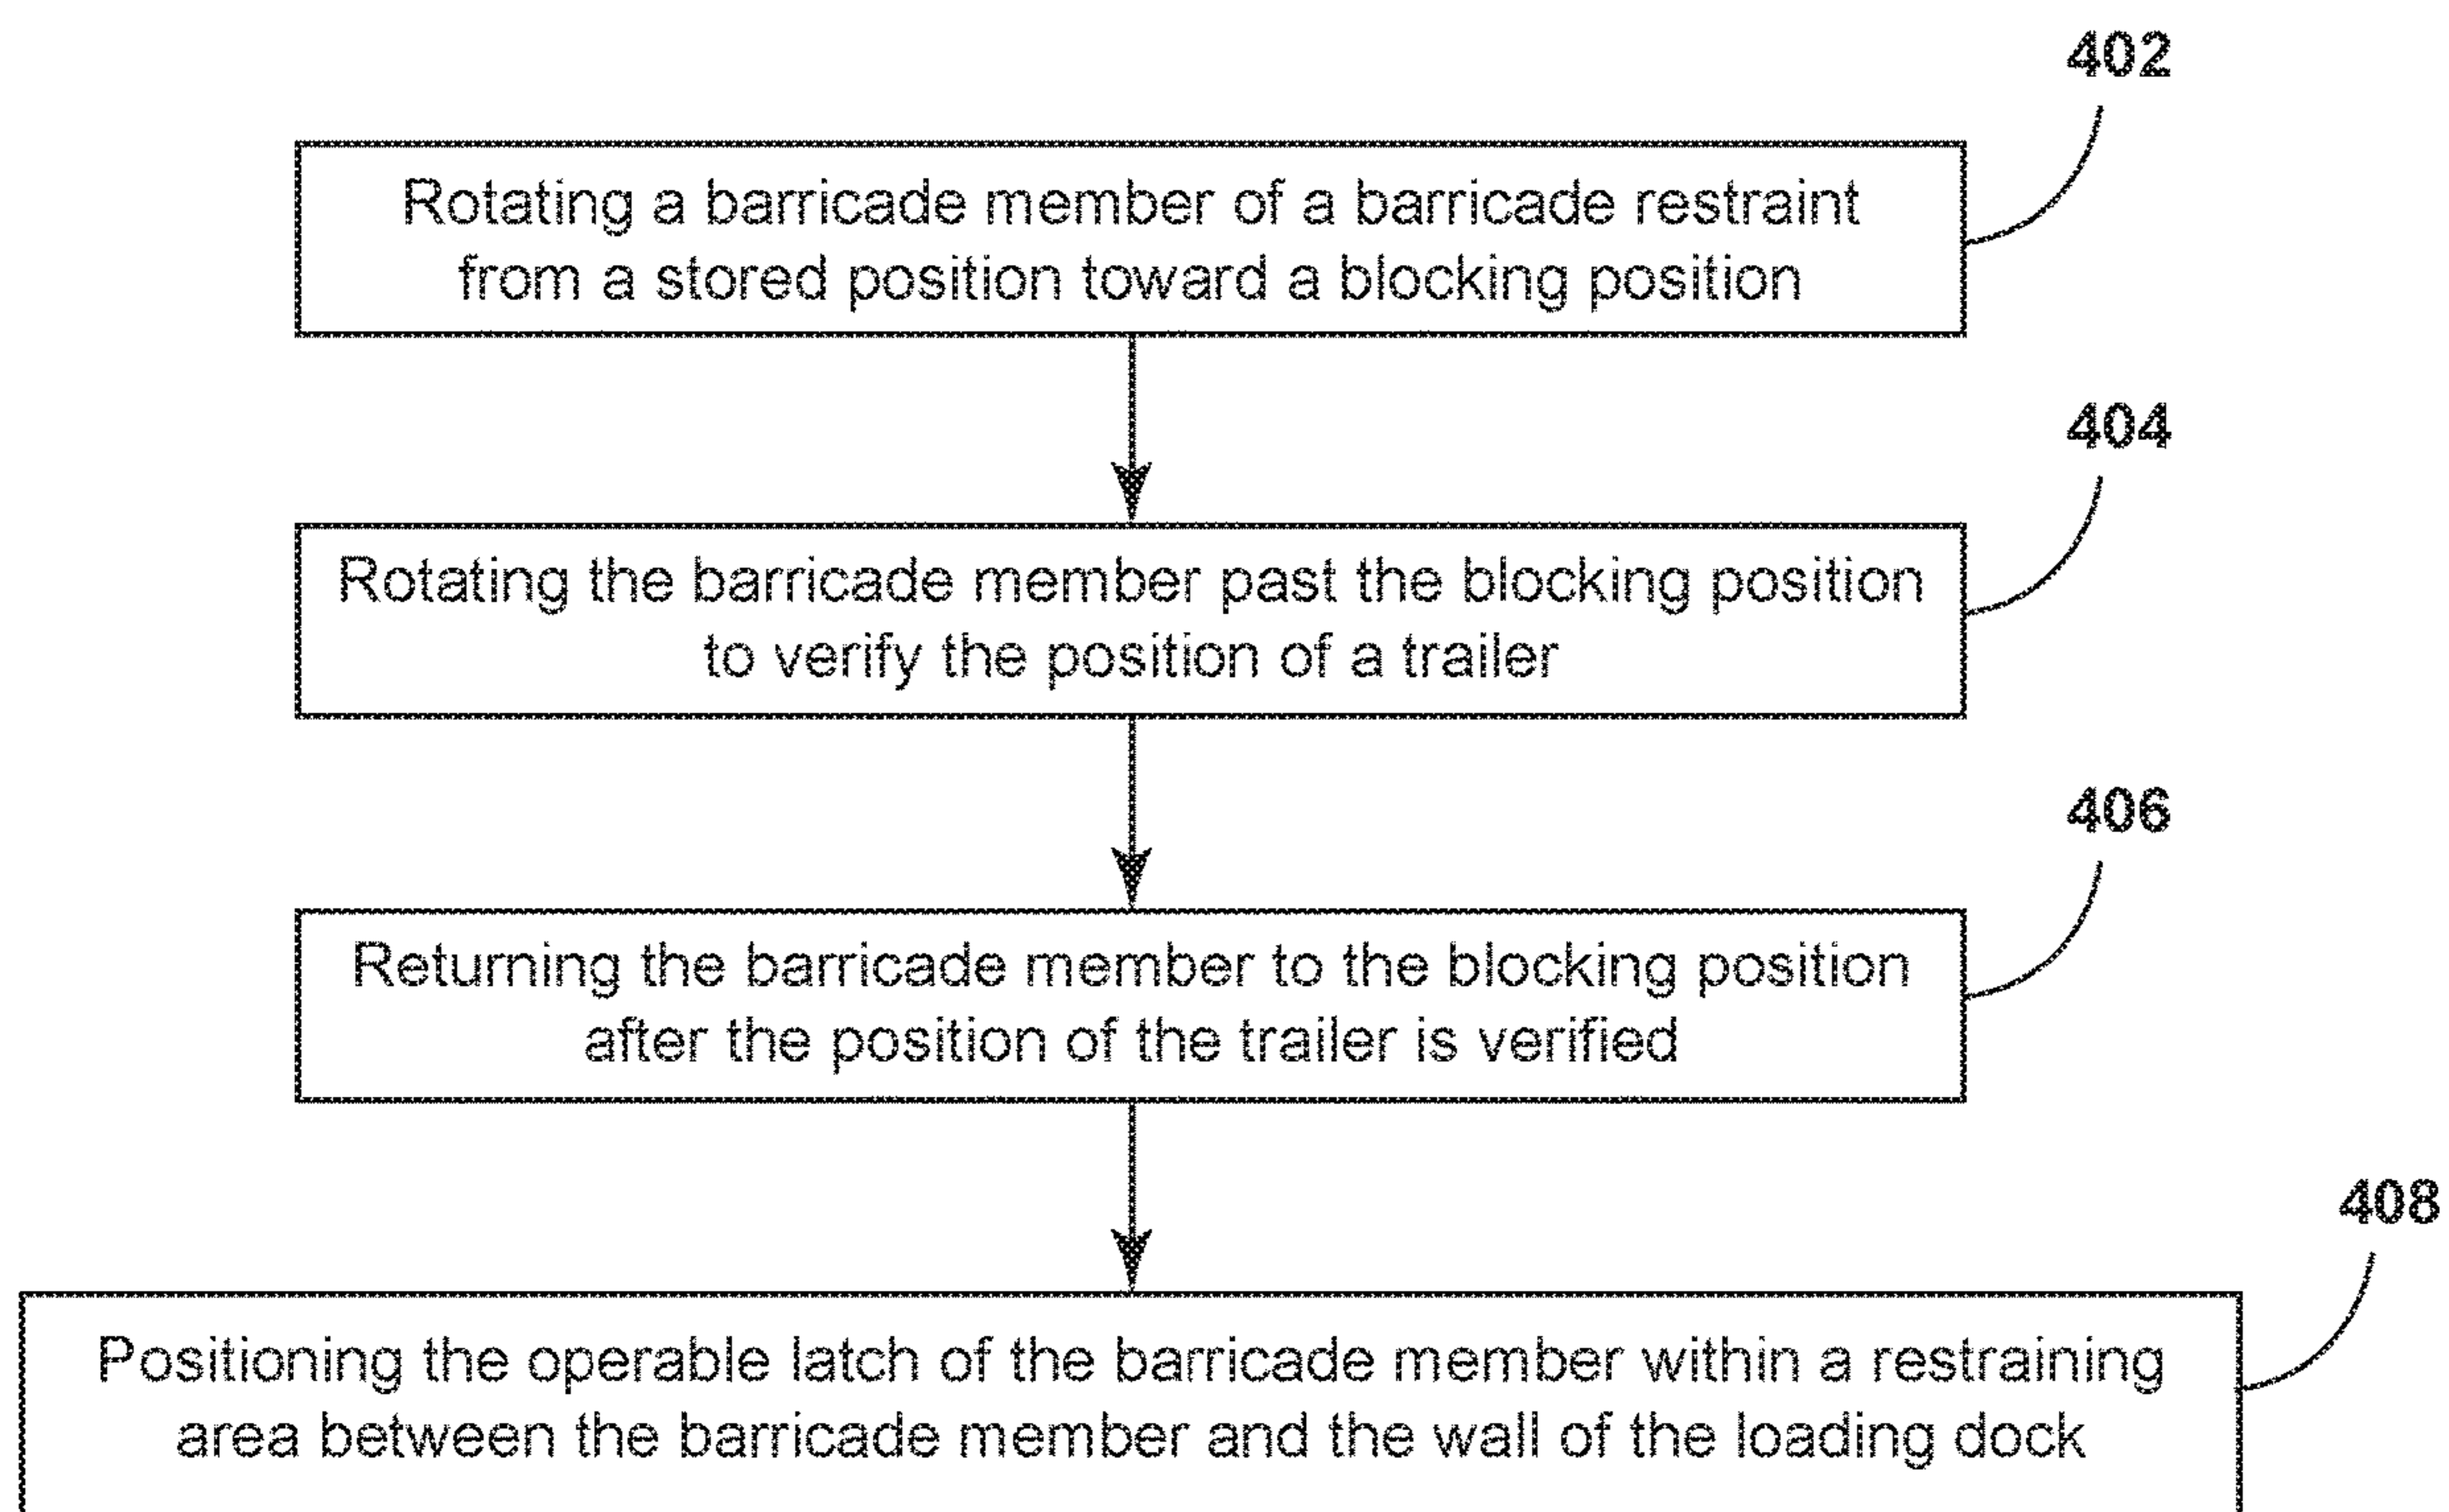 402
Rotating a barricade member of a barricade restraint
from a stored position toward a blocking position
404
Rotating the barricade member past the blocking position
to verify the position of a trailer
406
Returning the barricade member to the blocking position
after the position of the trailer is verified
408
Positioning the operable latch of the barricade member within a restraining
area between the barricade member and the wall of the loading dock